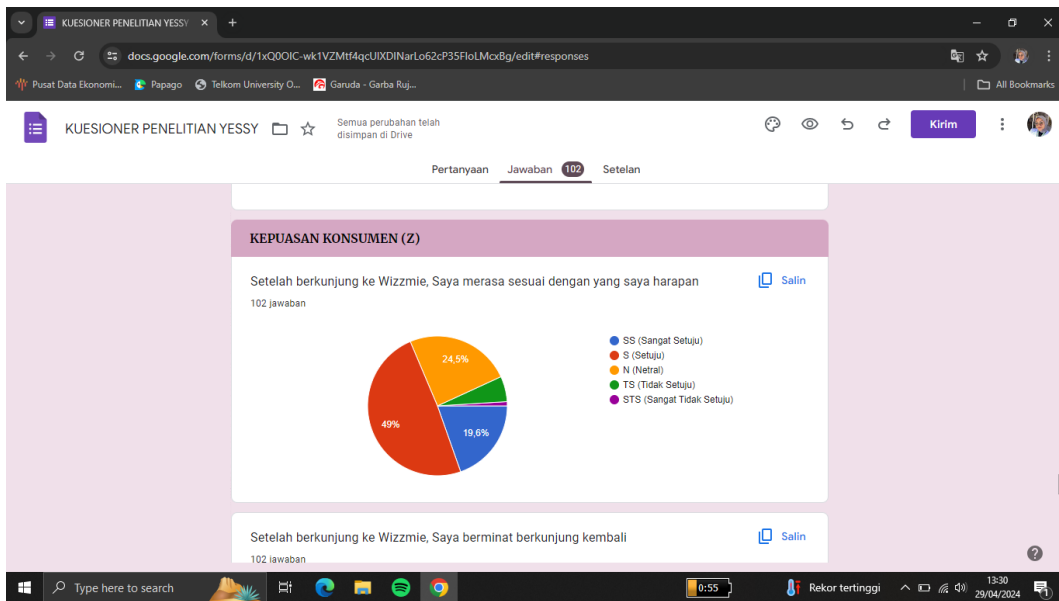 KUESIONER PENELITIAN YESSY
docs.google.com/forms/d/1xQ0OlC-wk1VZMtf4qcUlXDlNarLo62cP35FloLMcxBg/edit#responses
Pusat Data Ekonomi... Papago Telkom University O... Garuda - Garba Ruj... All Bookmarks
KUESIONER PENELITIAN YESSY
Semua perubahan telah
disimpan di Drive
Kirim
Pertanyaan Jawaban 102 Setelan
KEPUASAN KONSUMEN (Z)
Setelah berkunjung ke Wizzmie, Saya merasa sesuai dengan yang saya harapan
Salin
102 jawaban
24,5%
49%
19,6%
SS (Sangat Setuju)
S (Setuju)
N (Netral)
TS (Tidak Setuju)
STS (Sangat Tidak Setuju)
Setelah berkunjung ke Wizzmie, Saya berminat berkunjung kembali
Salin
102 jawaban
Type here to search
0:55
Rekor tertinggi
13:30
29/04/2024
1